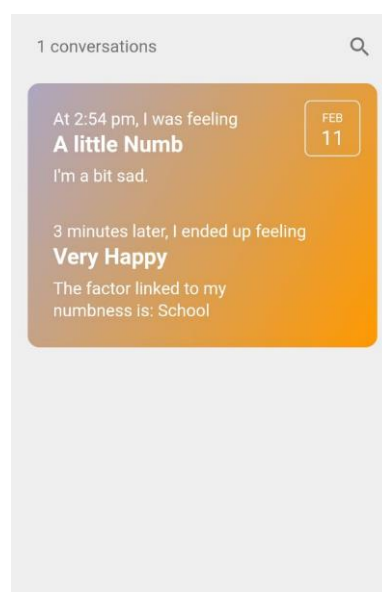 1 conversations
At 2:54 pm, I was feeling
A little Numb
FEB
11
I'm a bit sad.
3 minutes later, I ended up feeling
Very Happy
The factor linked to my
numbness is: School